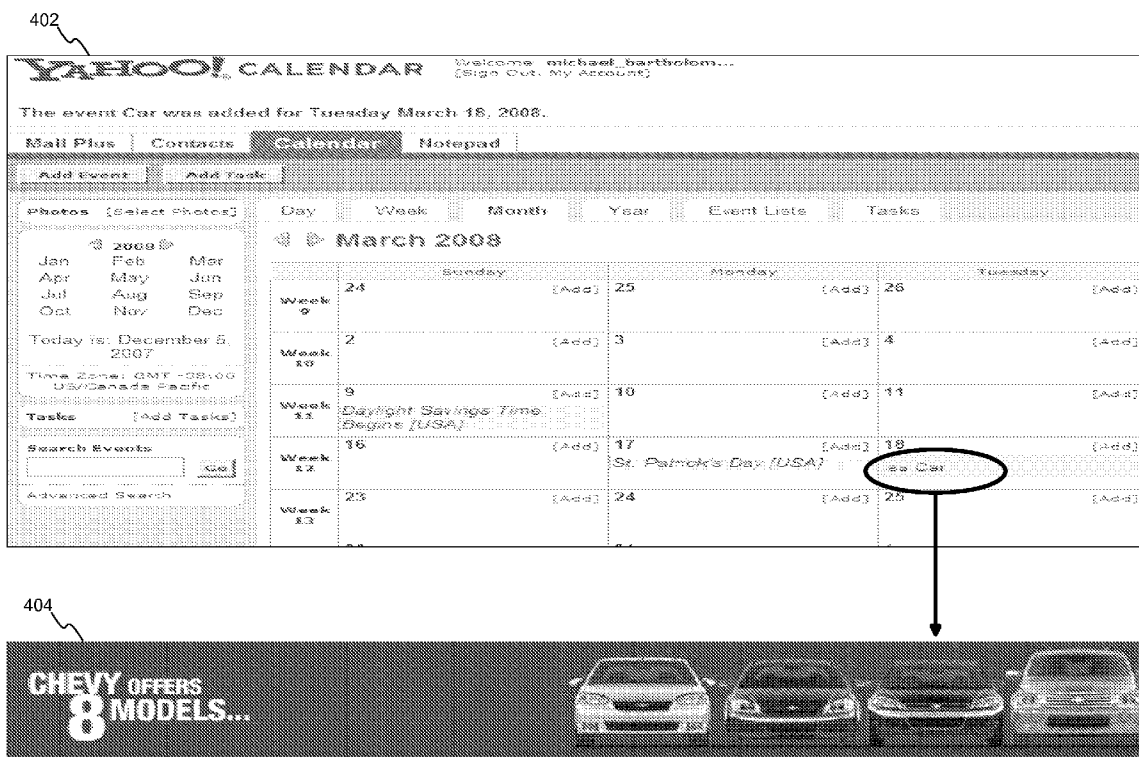 402
YAHOO! CALENDAR
Welcome, michael_bartholom...
[Sign Out, My Account]
The event Car was added for Tuesday March 18, 2008.
Mail Plus Contacts Calendar Notepad
Add Event Add Task
Photos [Select Photos]
2008
Jan Feb Mar
Apr May Jun
Jul Aug Sep
Oct Nov Dec
Today is: December 5,
2007
Time Zone: GMT -08:00
US/Canada Pacific
Tasks [Add Tasks]
Search Events
Go
Advanced Search
Day Week Month Year Event Lists Tasks
March 2008
Sunday Monday Tuesday
Week 9
24 [Add] 25 [Add] 26 [Add]
Week 10
2 [Add] 3 [Add] 4 [Add]
Week 11
9 [Add] 10 [Add] 11 [Add]
Daylight Savings Time
Begins [USA]
Week 12
16 [Add] 17 [Add] 18 [Add]
St. Patrick's Day [USA]
Car
Week 13
23 [Add] 24 [Add] 25 [Add]
404
CHEVY OFFERS
8 MODELS...